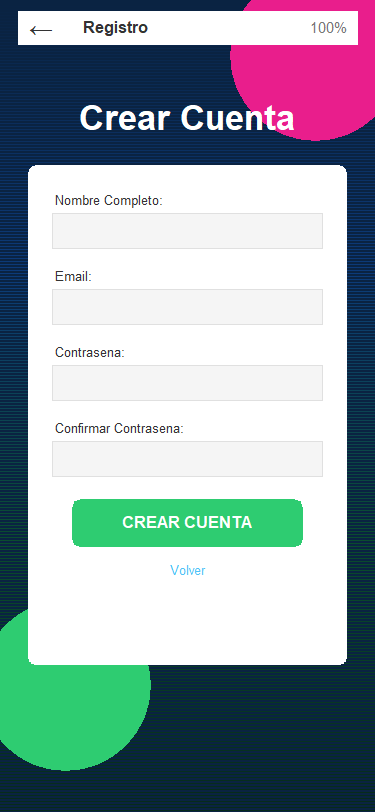 ← Registro 100%
Crear Cuenta
Nombre Completo:
Email:
Contrasena:
Confirmar Contrasena:
CREAR CUENTA
Volver